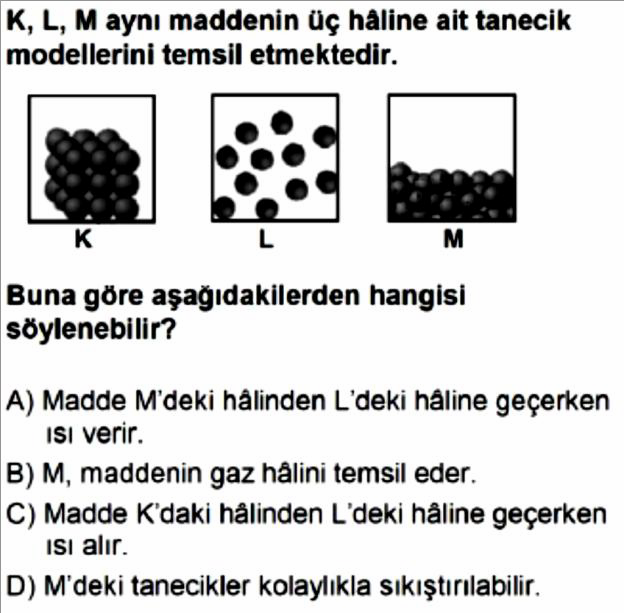 K, L, M aynı maddenin üç hâline ait tanecik
modellerini temsil etmektedir.
K
L
M
Buna göre aşağıdakilerden hangisi
söylenebilir?
A) Madde M'deki hâlinden L'deki hâline geçerken
ısı verir.
B) M, maddenin gaz hâlini temsil eder.
C) Madde K'daki hâlinden L'deki hâline geçerken
ısı alır.
D) M'deki tanecikler kolaylıkla sıkıştırılabilir.